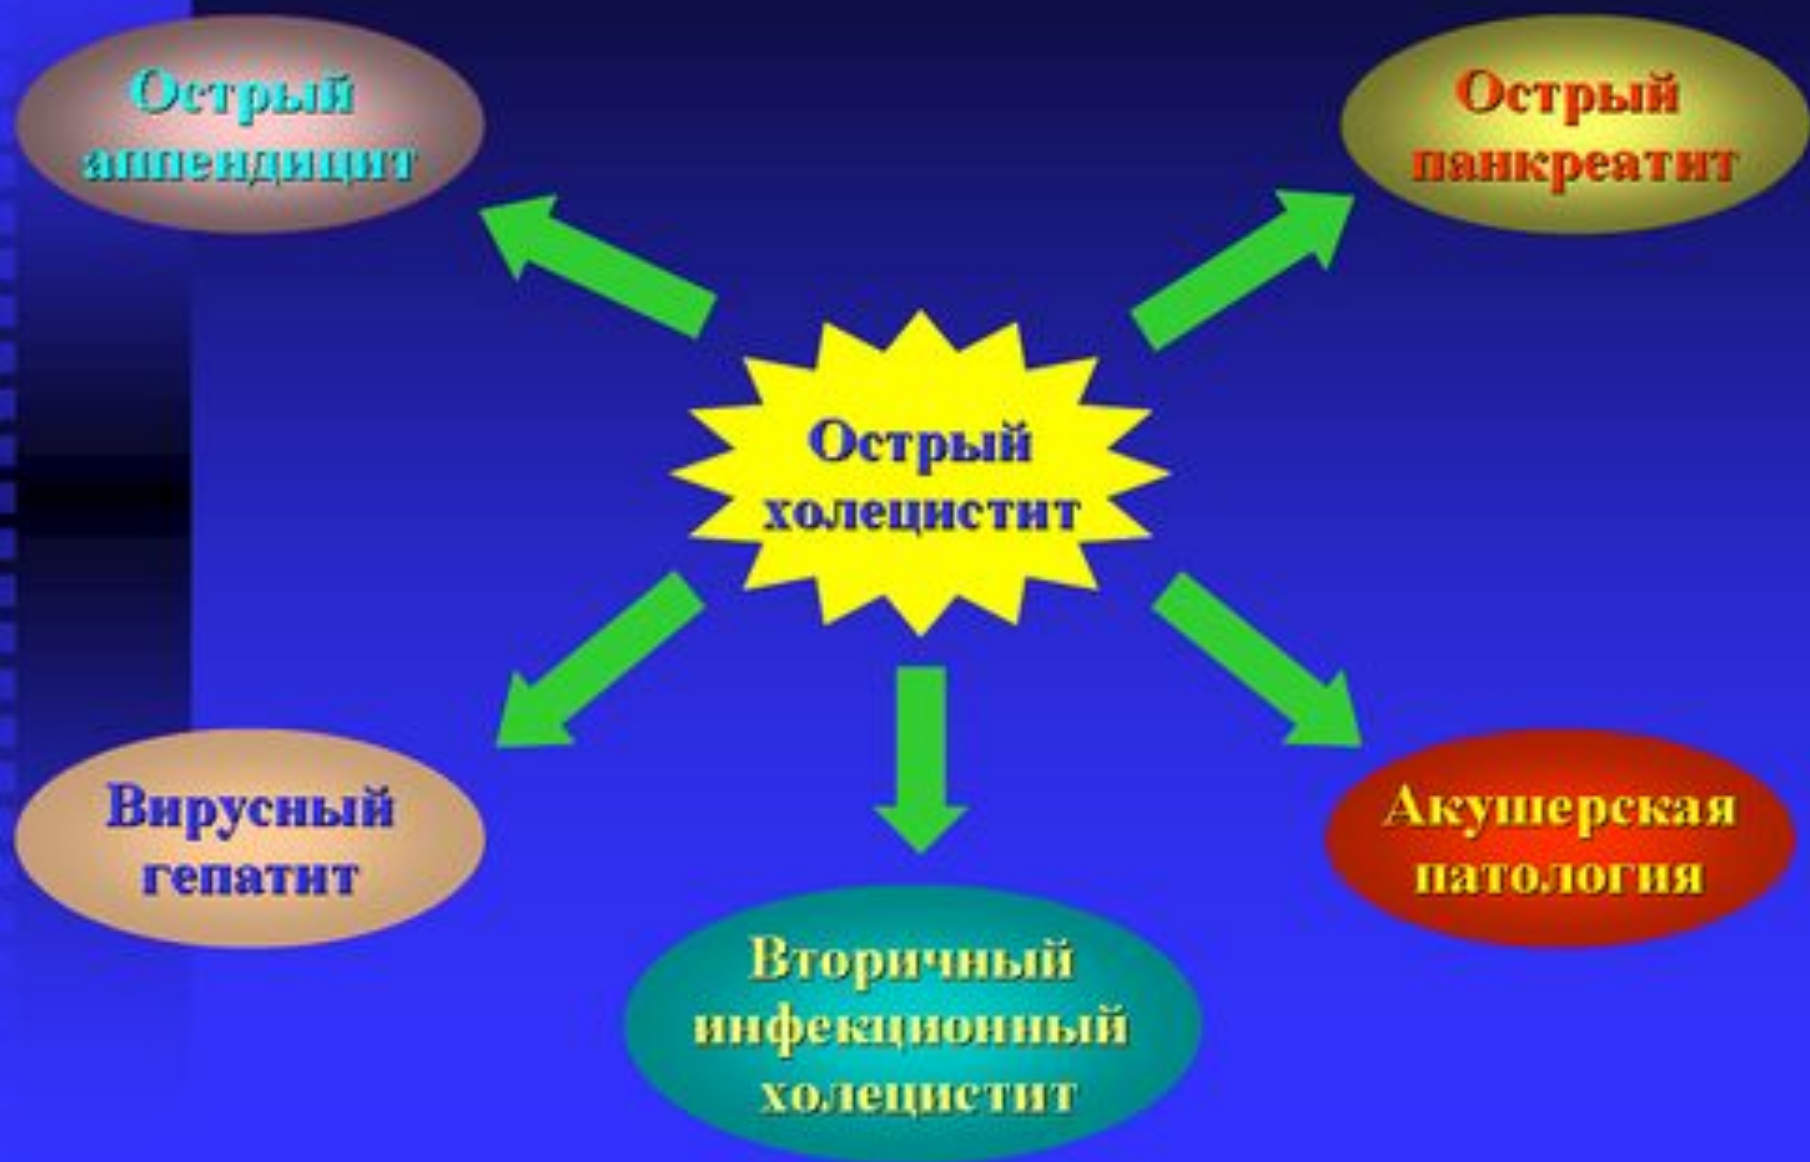 Острый
аппендицит
Острый
панкреатит
Острый
холецистит
Вирусный
гепатит
Акушерская
патология
Вторичный
инфекционный
холецистит